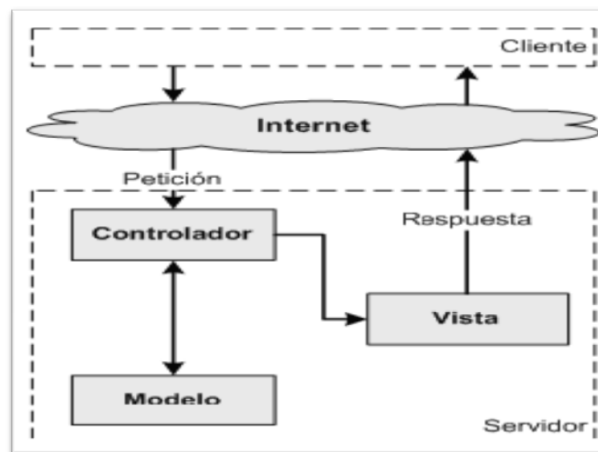 Cliente
Internet
Petición
Respuesta
Controlador
Vista
Modelo
Servidor